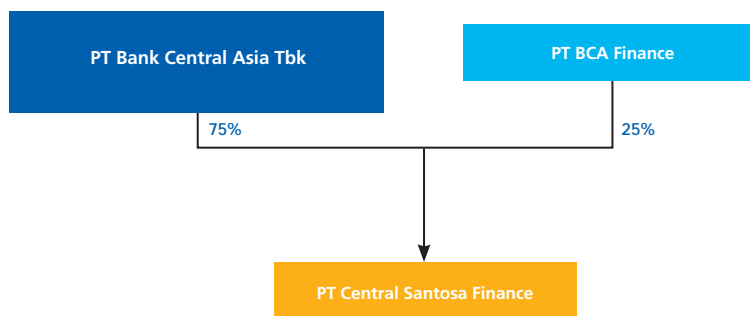 PT Bank Central Asia Tbk
PT BCA Finance
75%
25%
PT Central Santosa Finance